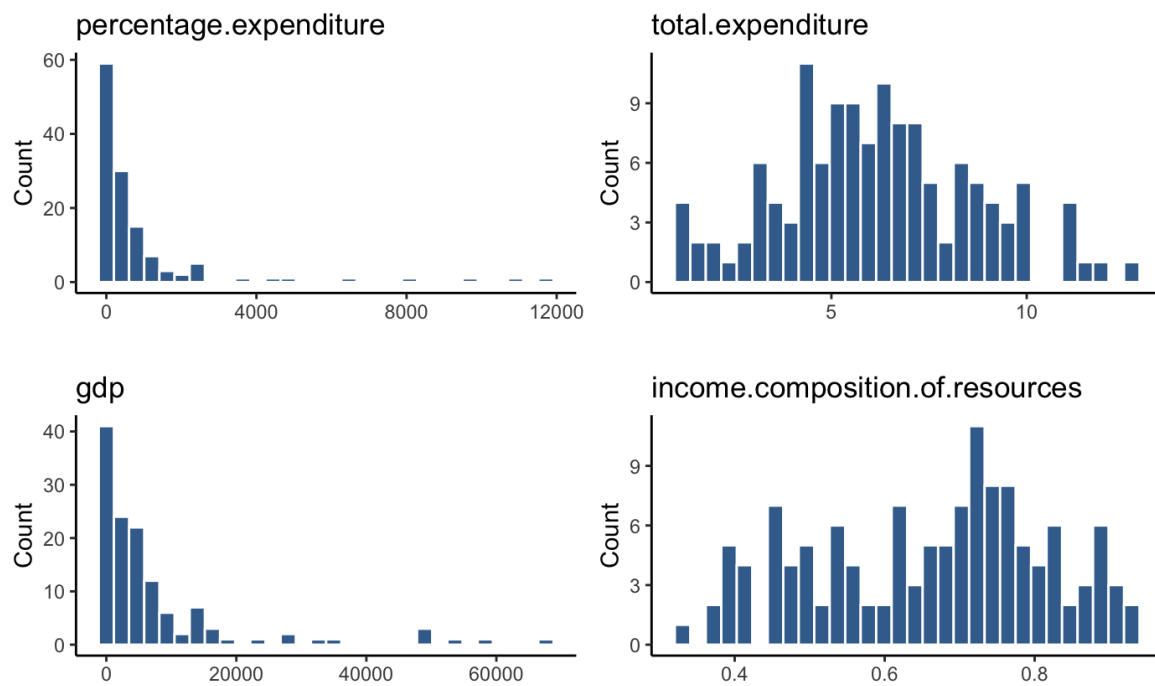 percentage.expenditure
60
40
20
0
Count
0 4000 8000 12000
total.expenditure
9
6
3
0
Count
5 10
gdp
40
30
20
10
0
Count
0 20000 40000 60000
income.composition.of.resources
9
6
3
0
Count
0.4 0.6 0.8